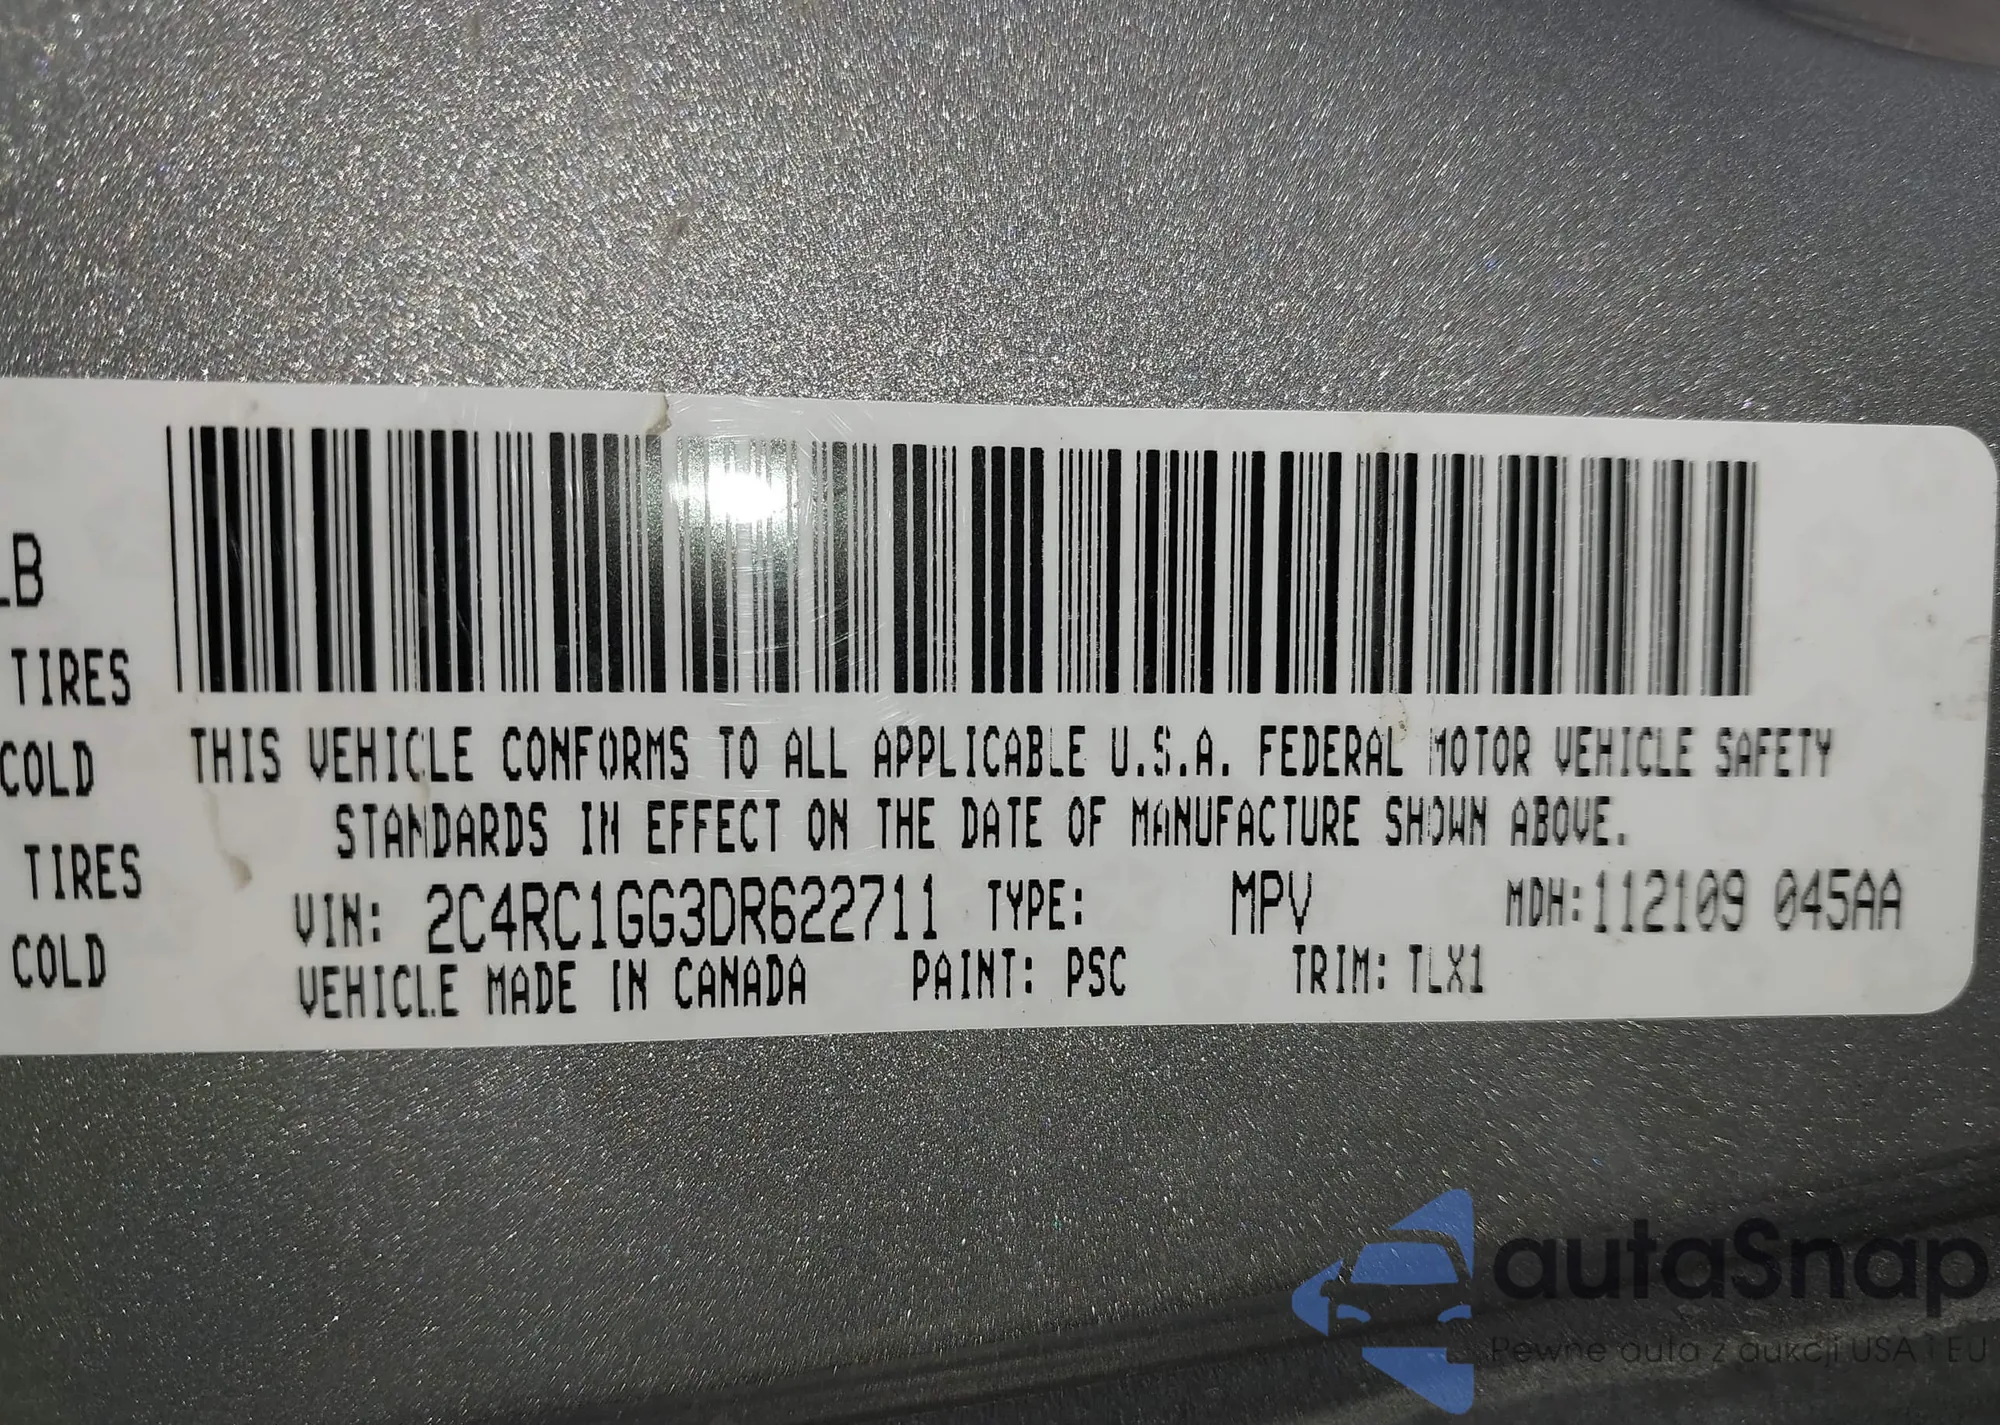 LB
TIRES
COLD
TIRES
COLD
THIS VEHICLE CONFORMS TO ALL APPLICABLE U.S.A. FEDERAL MOTOR VEHICLE SAFETY
STANDARDS IN EFFECT ON THE DATE OF MANUFACTURE SHOWN ABOVE.
VIN: 2C4RC1GG3DR622711 TYPE: MPV MDH:112109 045AA
VEHICLE MADE IN CANADA PAINT: PSC TRIM: TLX1
autaSnap
Pewne auta z aukcji USA i EU